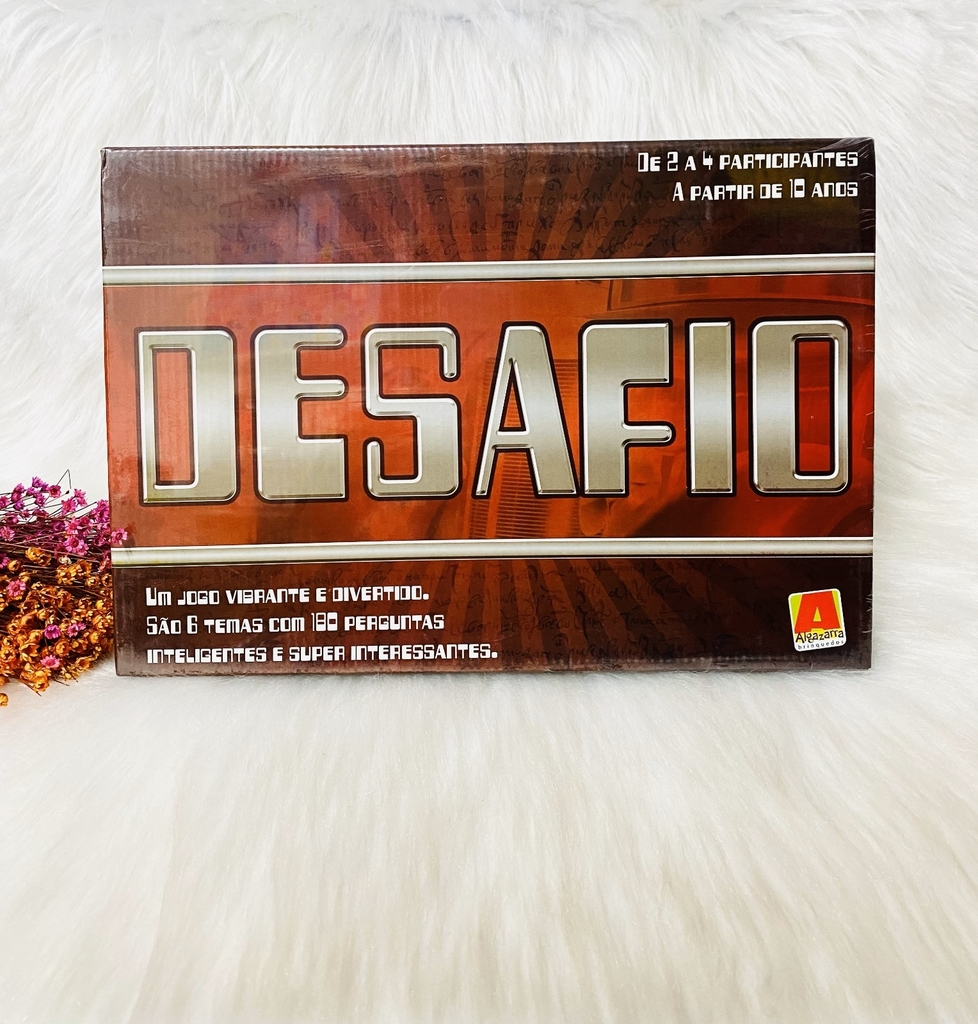 De 2 a 4 participantes
A partir de 10 anos
DESAFIO
Um jogo vibrante e divertido.
São 6 temas com 180 perguntas
inteligentes e super interessantes.
A
Algazarra
brinquedos